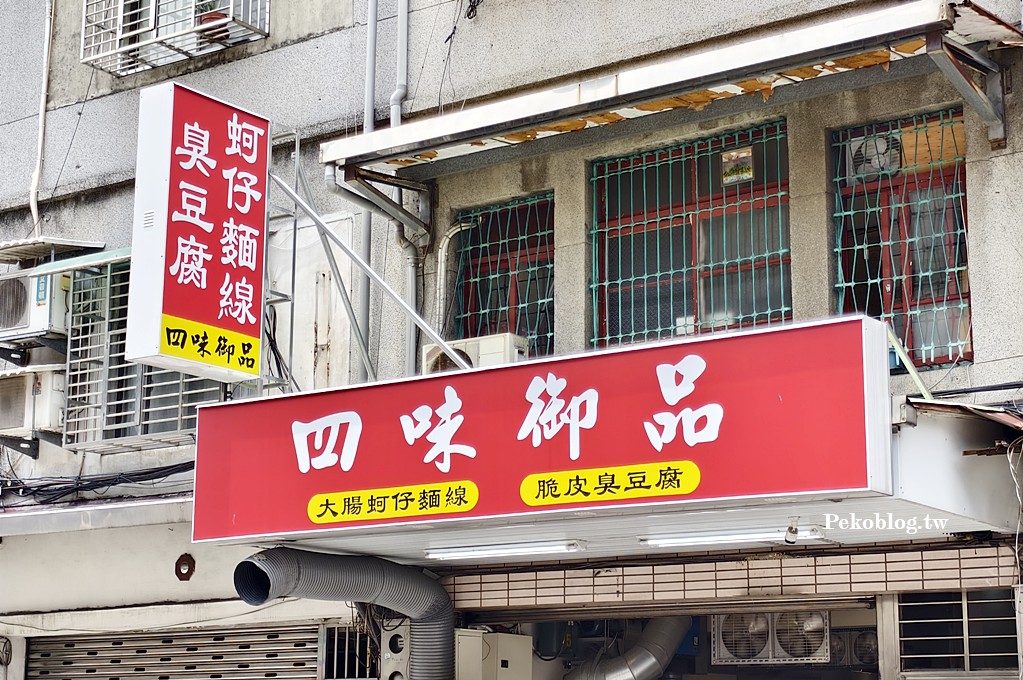 蚵仔麵線
臭豆腐
四味御品
四味御品
大腸蚵仔麵線
脆皮臭豆腐
Pekoblog.tw